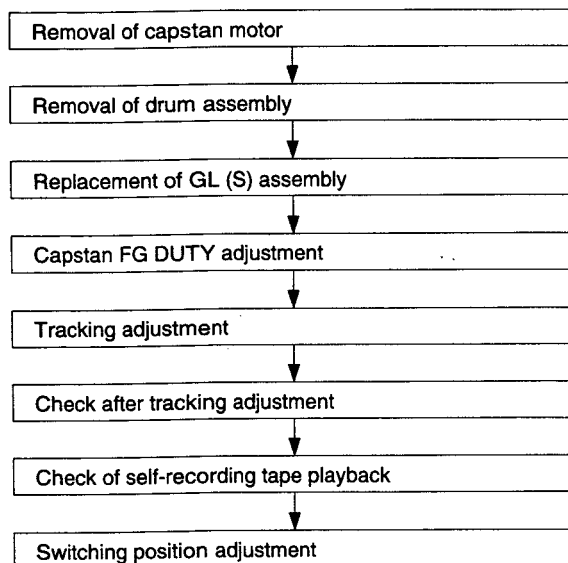 Removal of capstan motor
Removal of drum assembly
Replacement of GL (S) assembly
Capstan FG DUTY adjustment
Tracking adjustment
Check after tracking adjustment
Check of self-recording tape playback
Switching position adjustment